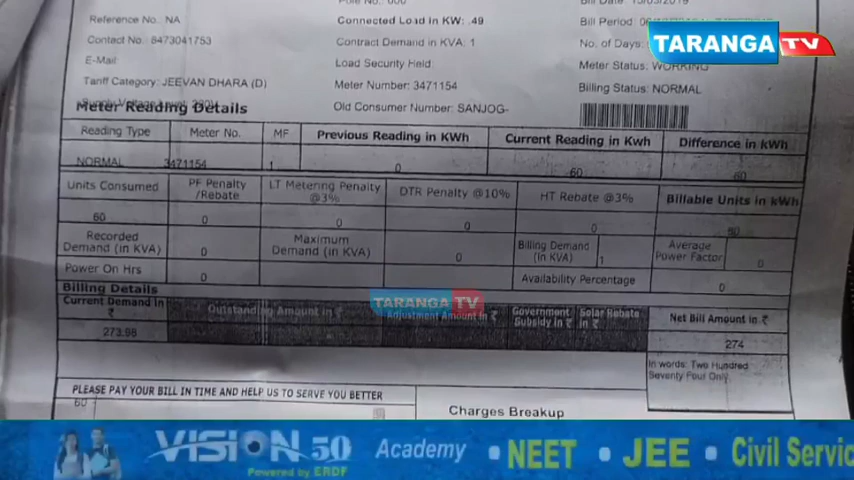 Reference No.: NA
Contact No.: 8473041753
E-Mail:
Tariff Category: JEEVAN DHARA (D)
Connected Load in KW: .49
Contract Demand in KVA: 1
Load Security Held
Meter Number: 3471154
Old Consumer Number: SANJOG-
Bill Period :
No. of Days:
Meter Status: WORKING
Billing Status: NORMAL
TARANGA TV
Meter Reading Details
Reading Type Meter No. MF Previous Reading in KWh Current Reading in Kwh Difference in kWh
NORMAL 3471154 1 0 60 60
Units Consumed PF Penalty /Rebate LT Metering Penalty @3% DTR Penalty @10% HT Rebate @3% Billable Units in kWh
60 0 0 0 0 60
Recorded Demand (in KVA) 0 Maximum Demand (in KVA) 0 Billing Demand (in KVA) 1 Average Power Factor 0
Power On Hrs 0 Availability Percentage 0
Billing Details
Current Demand in ₹ Outstanding Amount in ₹ Adjustment Amount in ₹ Government Subsidy in ₹ Solar Rebate in ₹ Net Bill Amount in ₹
273.98 274
TARANGA TV
In words: Two Hundred Seventy Four Only
PLEASE PAY YOUR BILL IN TIME AND HELP US TO SERVE YOU BETTER
60
Charges Breakup
VISION 50 Academy • NEET • JEE • Civil Servic
Powered by ERDF